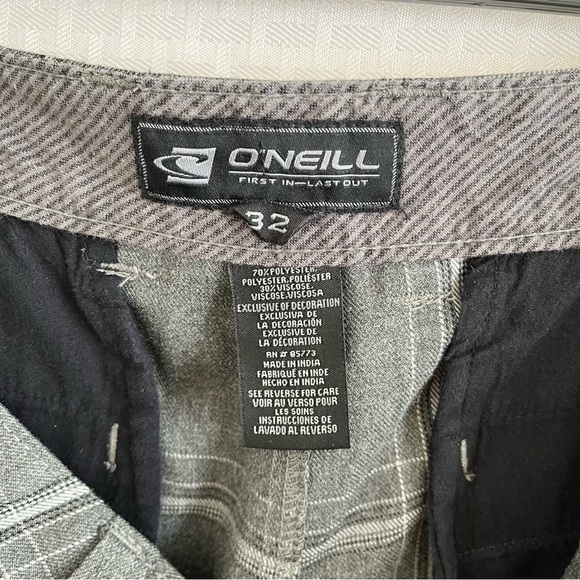 O'NEILL
FIRST IN—LAST OUT
32
70% POLYESTER,
POLYESTER, POLIÉSTER
30% VISCOSE,
VISCOSE, VISCOSA
EXCLUSIVE OF DECORATION
EXCLUSIVA DE
LA DECORACIÓN
EXCLUSIVE DE
LA DÉCORATION
RN # 85773
MADE IN INDIA
FABRIQUÉ EN INDE
HECHO EN INDIA
SEE REVERSE FOR CARE
VOIR AU VERSO POUR
LES SOINS
INSTRUCCIONES DE
LAVADO AL REVERSO